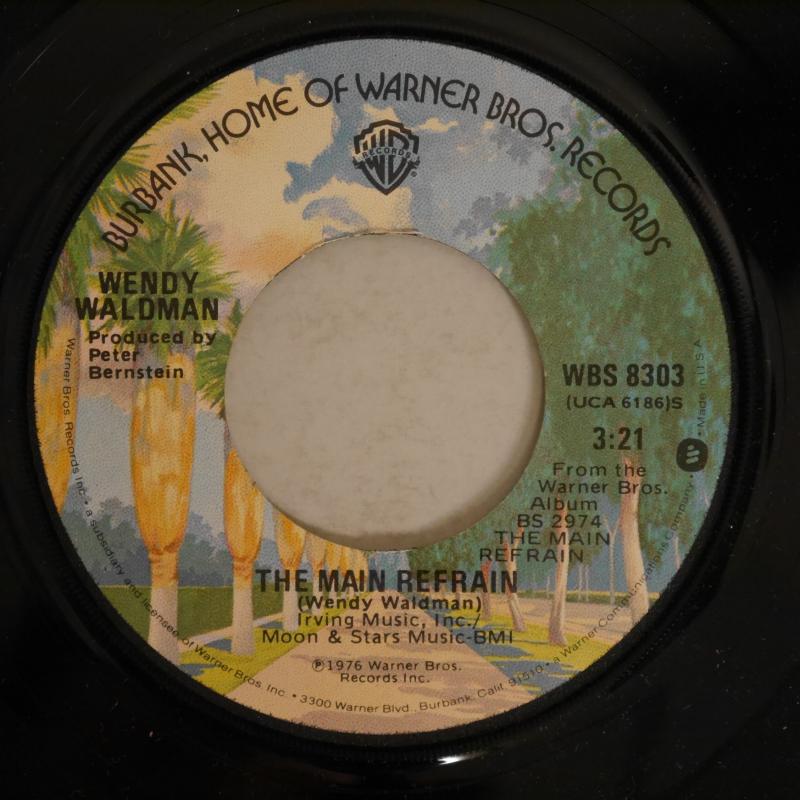 BURBANK, HOME OF WARNER BROS. RECORDS
WB
RECORDS
®
WENDY
WALDMAN
Produced by
Peter
Bernstein
WBS 8303
(UCA 6186)S
3:21
From the
Warner Bros.
Album
BS 2974
THE MAIN
REFRAIN
THE MAIN REFRAIN
(Wendy Waldman)
Irving Music, Inc./
Moon & Stars Music-BMI
℗1976 Warner Bros.
Records Inc.
Warner Bros. Records Inc. • a subsidiary and licensee of Warner Bros. Inc. • 3300 Warner Blvd., Burbank, Calif. 91510 • a Warner Communications Company • Made in U.S.A.